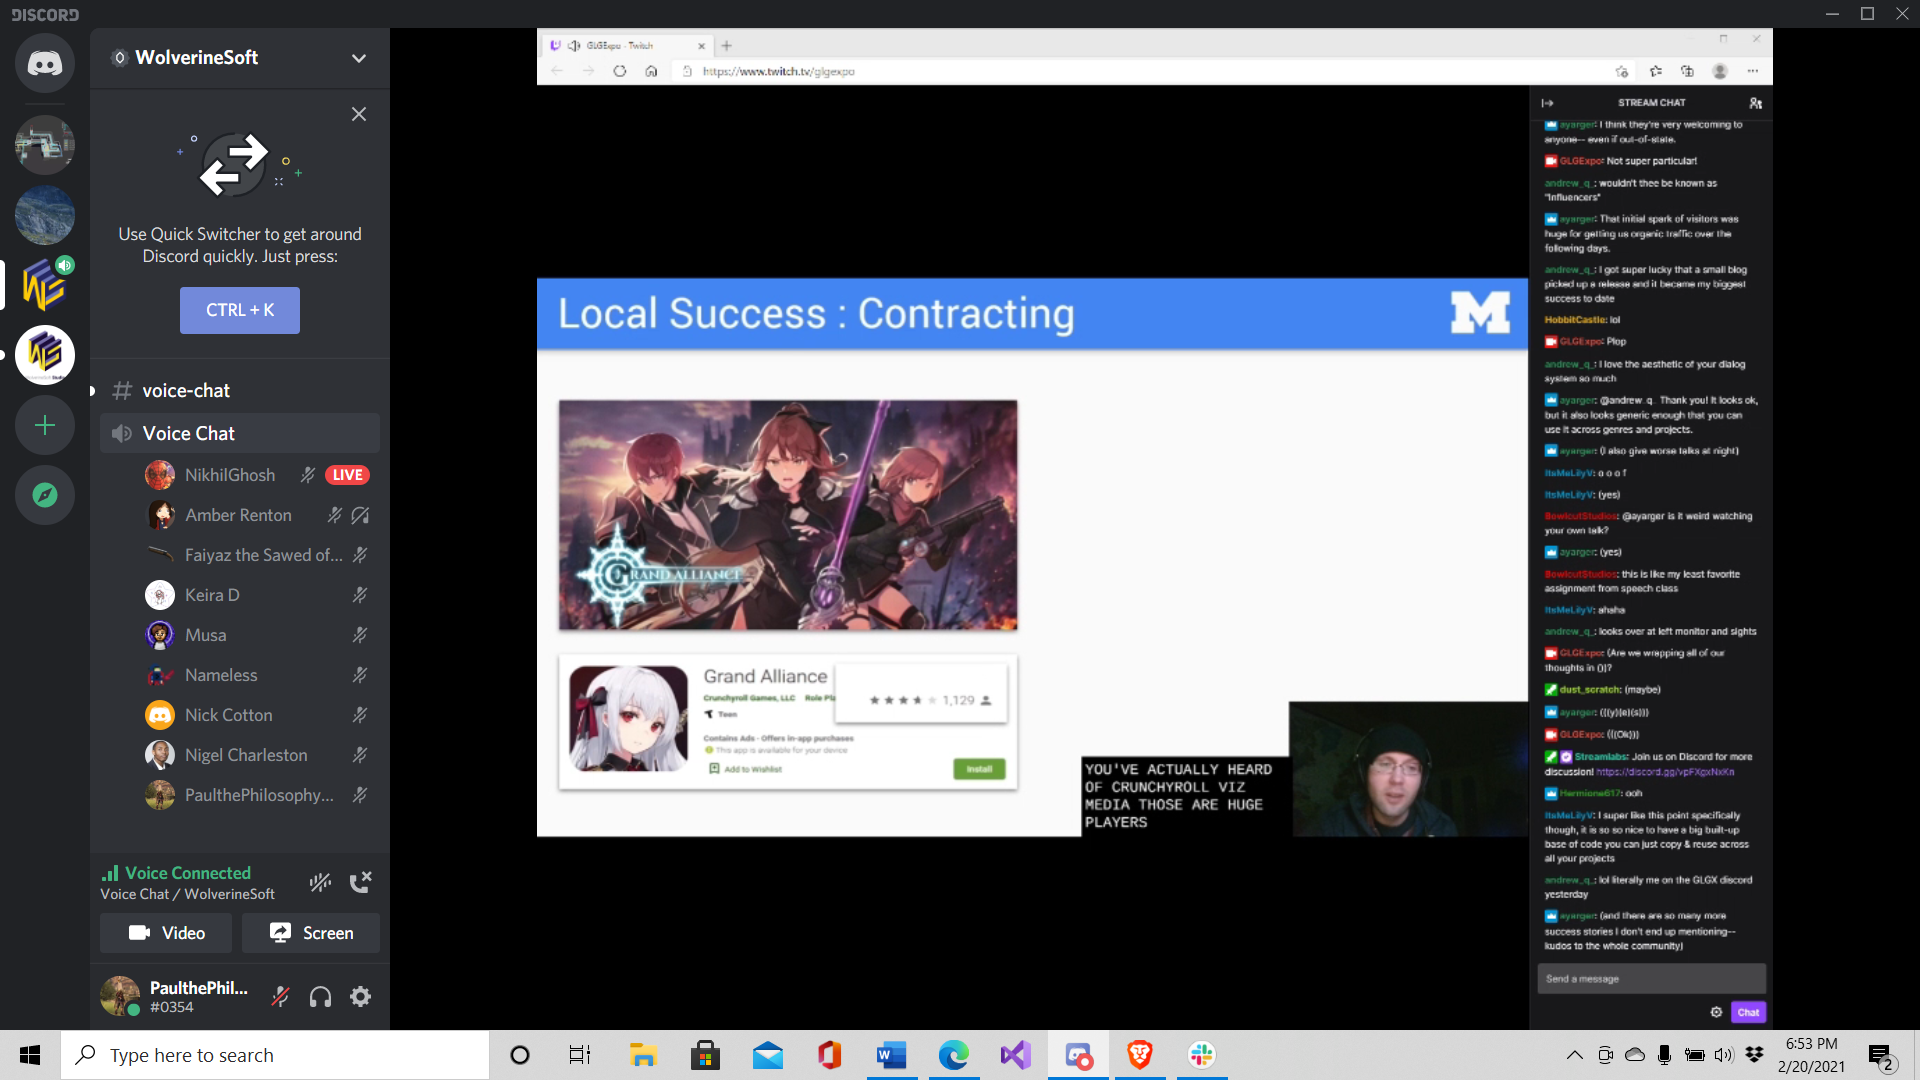 DISCORD
WolverineSoft
Use Quick Switcher to get around
Discord quickly. Just press:
CTRL + K
voice-chat
Voice Chat
NikhilGhosh
LIVE
Amber Renton
Faiyaz the Sawed of...
Keira D
Musa
Nameless
Nick Cotton
Nigel Charleston
PaulthePhilosophy...
Voice Connected
Voice Chat / WolverineSoft
Video
Screen
PaulthePhil...
#0354
GLGExpo - Twitch
https://www.twitch.tv/glgexpo
Local Success : Contracting
M
GRAND ALLIANCE
Grand Alliance
Crunchyroll Games, LLC Role Pla
1,129
Teen
Contains Ads · Offers in-app purchases
This app is available for your device
Add to Wishlist
Install
YOU'VE ACTUALLY HEARD
OF CRUNCHYROLL VIZ
MEDIA THOSE ARE HUGE
PLAYERS
STREAM CHAT
ayarger: I think they're very welcoming to
anyone-- even if out-of-state.
GLGExpo: Not super particular!
andrew_q_: wouldn't thee be known as
"Influencers"
ayarger: That initial spark of visitors was
huge for getting us organic traffic over the
following days.
andrew_q_: I got super lucky that a small blog
picked up a release and it became my biggest
success to date
HobbitCastle: lol
GLGExpo: Plop
andrew_q_: I love the aesthetic of your dialog
system so much
ayarger: @andrew_q_ Thank you! It looks ok,
but it also looks generic enough that you can
use it across genres and projects.
ayarger: (I also give worse talks at night)
ItsMeLilyV: o o o f
ItsMeLilyV: (yes)
BowlcutStudios: @ayarger is it weird watching
your own talk?
ayarger: (yes)
BowlcutStudios: this is like my least favorite
assignment from speech class
ItsMeLilyV: ahaha
andrew_q_: looks over at left monitor and sights
GLGExpo: (Are we wrapping all of our
thoughts in ()?
dust_scratch: (maybe)
ayarger: (((y)(e)(s)))
GLGExpo: (((Ok)))
Streamlabs: Join us on Discord for more
discussion! https://discord.gg/vpFXgxNxKn
Hermione617: ooh
ItsMeLilyV: I super like this point specifically
though, it is so so nice to have a big built-up
base of code you can just copy & reuse across
all your projects
andrew_q_: lol literally me on the GLGX discord
yesterday
ayarger: (and there are so many more
success stories I don't end up mentioning--
kudos to the whole community)
Send a message
Chat
Type here to search
6:53 PM
2/20/2021
2